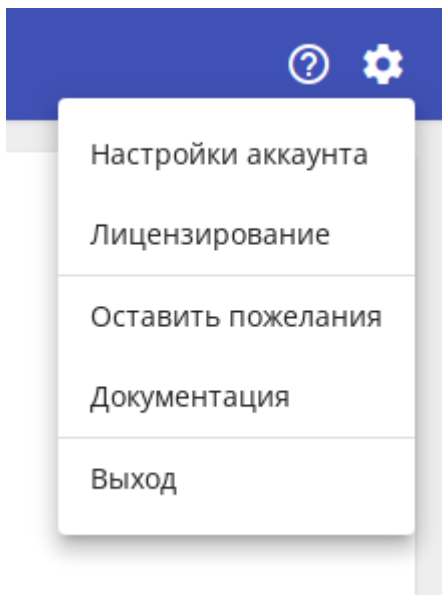 Настройки аккаунта
Лицензирование
Оставить пожелания
Документация
Выход